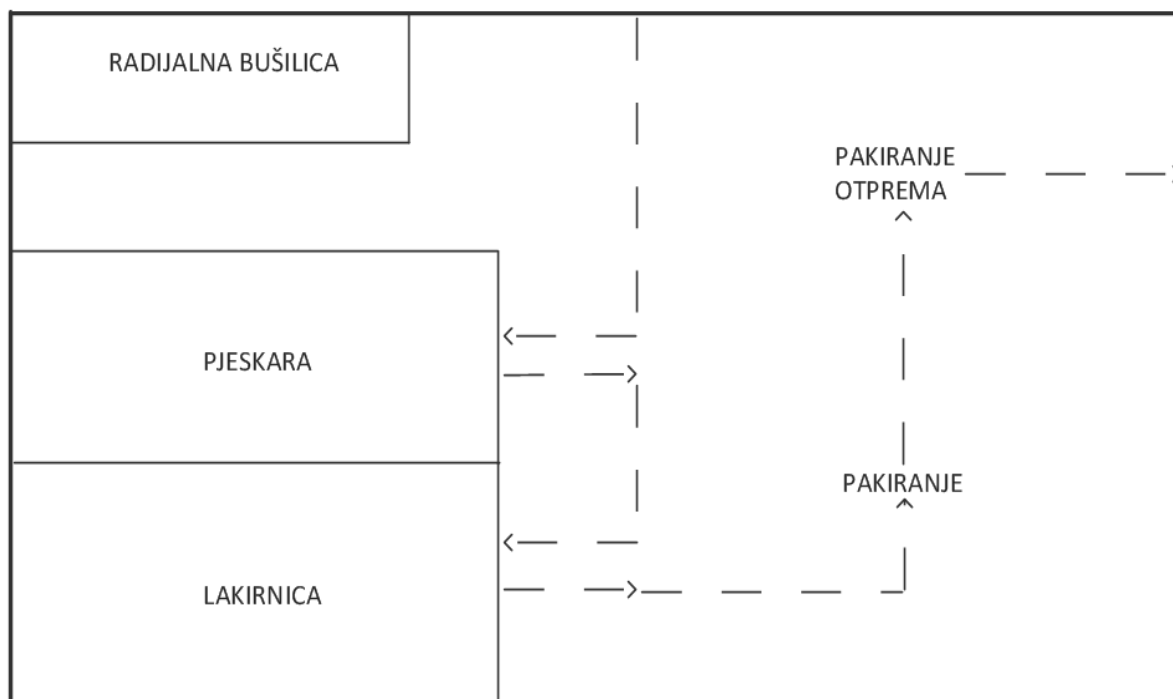 RADIJALNA BUŠILICA
PAKIRANJE
OTPREMA
PJESKARA
PAKIRANJE
LAKIRNICA